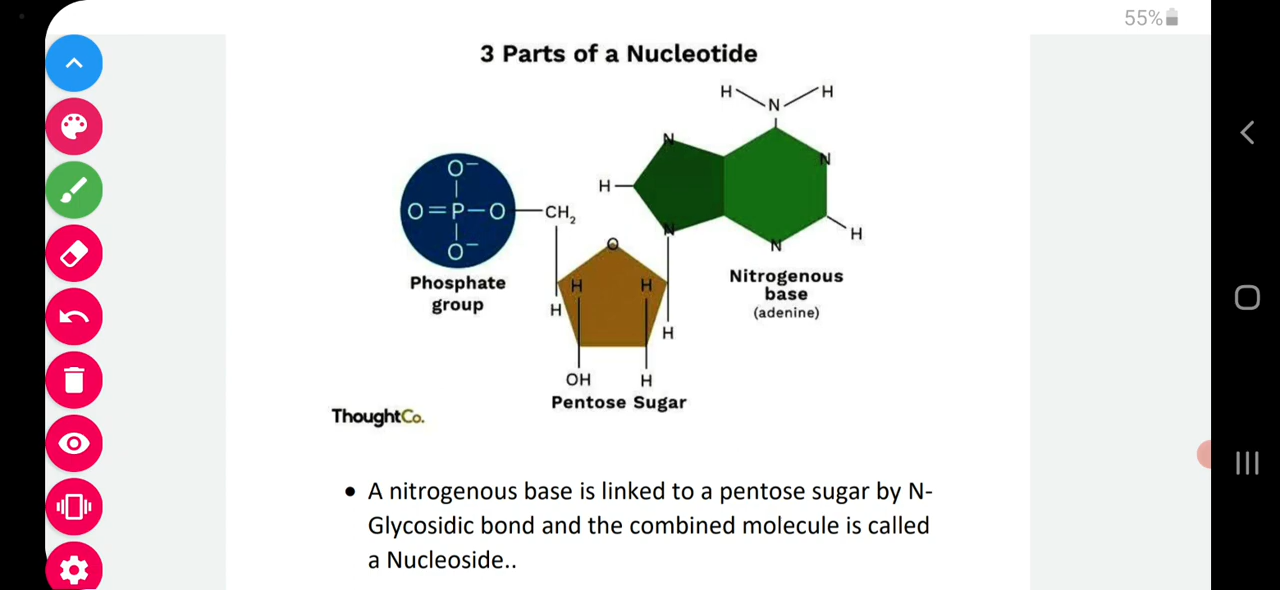 55%
3 Parts of a Nucleotide
H H
N
N N
O⁻
H
O=P—O CH₂
O⁻
N H
O N
Phosphate
group
H H
H
H
Nitrogenous
base
(adenine)
OH H
Pentose Sugar
ThoughtCo.
• A nitrogenous base is linked to a pentose sugar by N-
Glycosidic bond and the combined molecule is called
a Nucleoside..